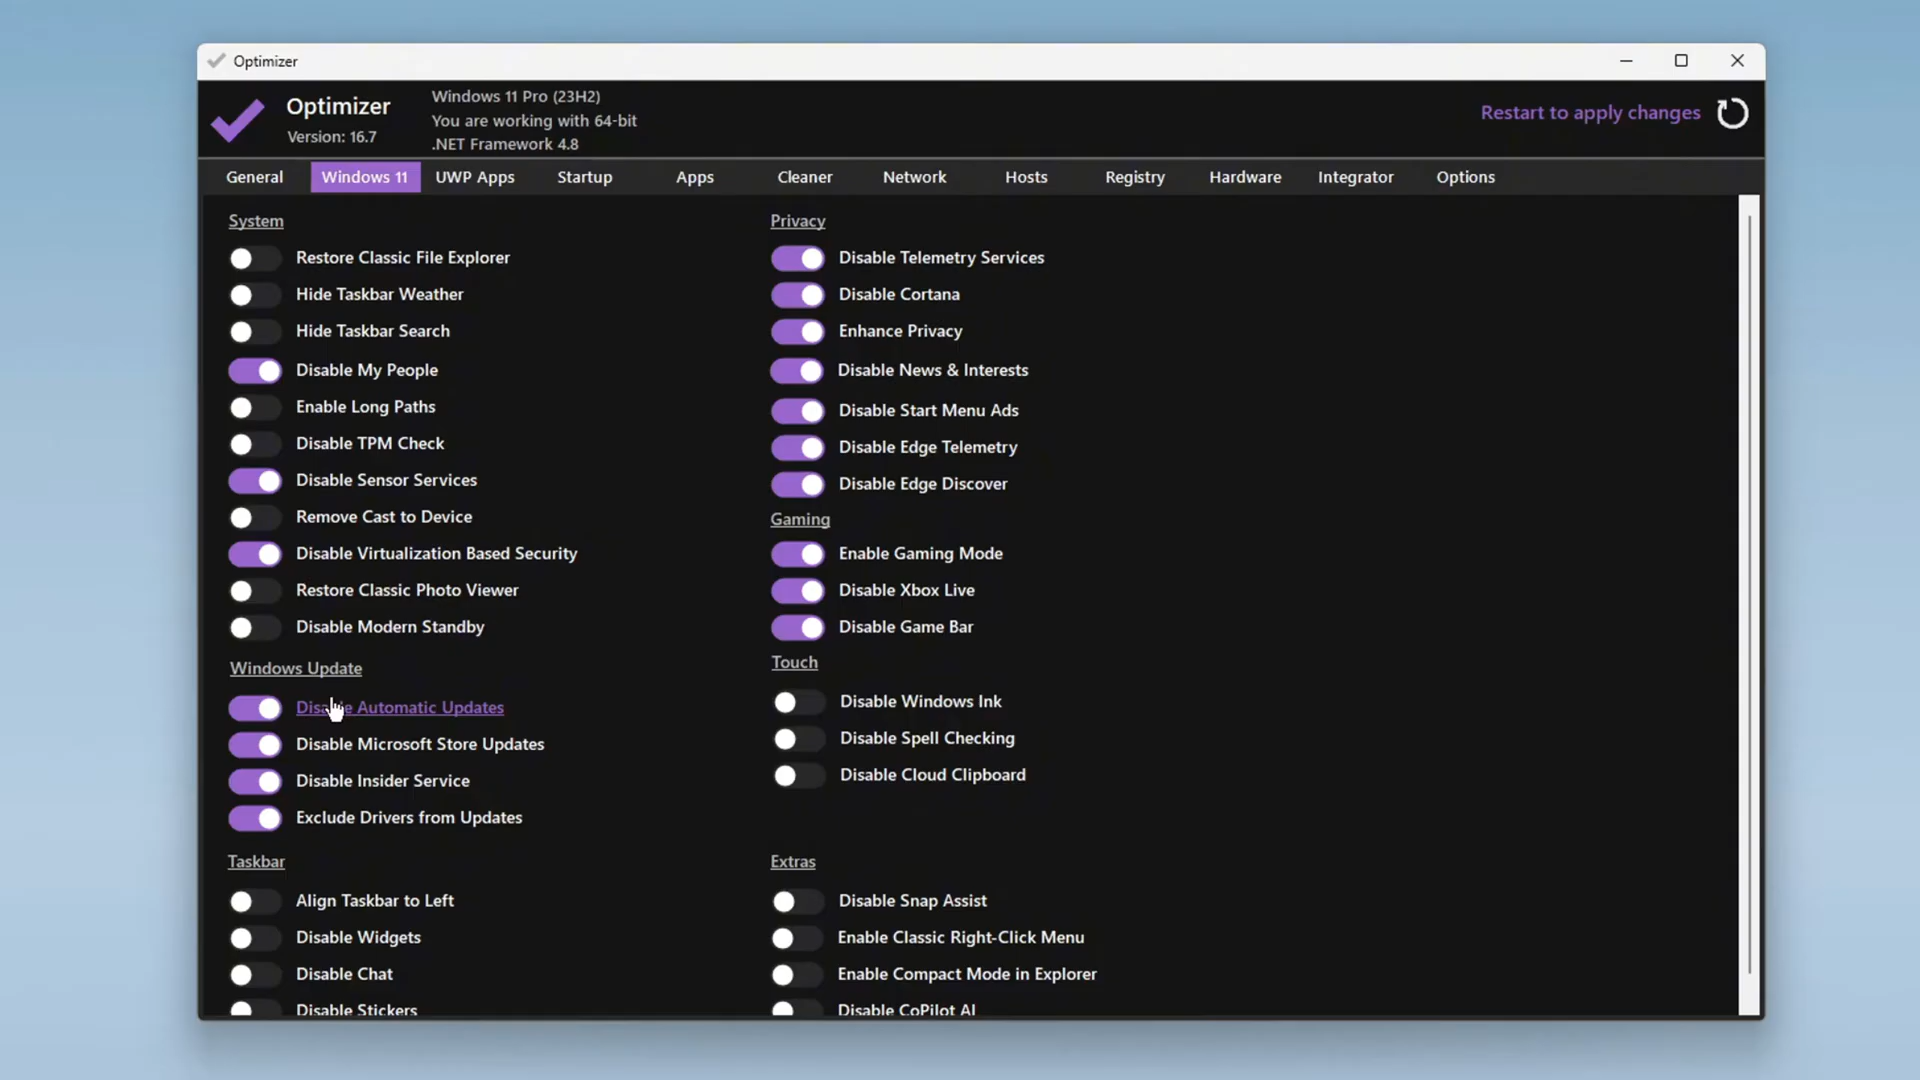 Optimizer
Optimizer
Version: 16.7
Windows 11 Pro (23H2)
You are working with 64-bit
.NET Framework 4.8
Restart to apply changes
General Windows 11 UWP Apps Startup Apps Cleaner Network Hosts Registry Hardware Integrator Options
System
Restore Classic File Explorer
Hide Taskbar Weather
Hide Taskbar Search
Disable My People
Enable Long Paths
Disable TPM Check
Disable Sensor Services
Remove Cast to Device
Disable Virtualization Based Security
Restore Classic Photo Viewer
Disable Modern Standby
Windows Update
Disable Automatic Updates
Disable Microsoft Store Updates
Disable Insider Service
Exclude Drivers from Updates
Taskbar
Align Taskbar to Left
Disable Widgets
Disable Chat
Disable Stickers
Privacy
Disable Telemetry Services
Disable Cortana
Enhance Privacy
Disable News & Interests
Disable Start Menu Ads
Disable Edge Telemetry
Disable Edge Discover
Gaming
Enable Gaming Mode
Disable Xbox Live
Disable Game Bar
Touch
Disable Windows Ink
Disable Spell Checking
Disable Cloud Clipboard
Extras
Disable Snap Assist
Enable Classic Right-Click Menu
Enable Compact Mode in Explorer
Disable CoPilot AI